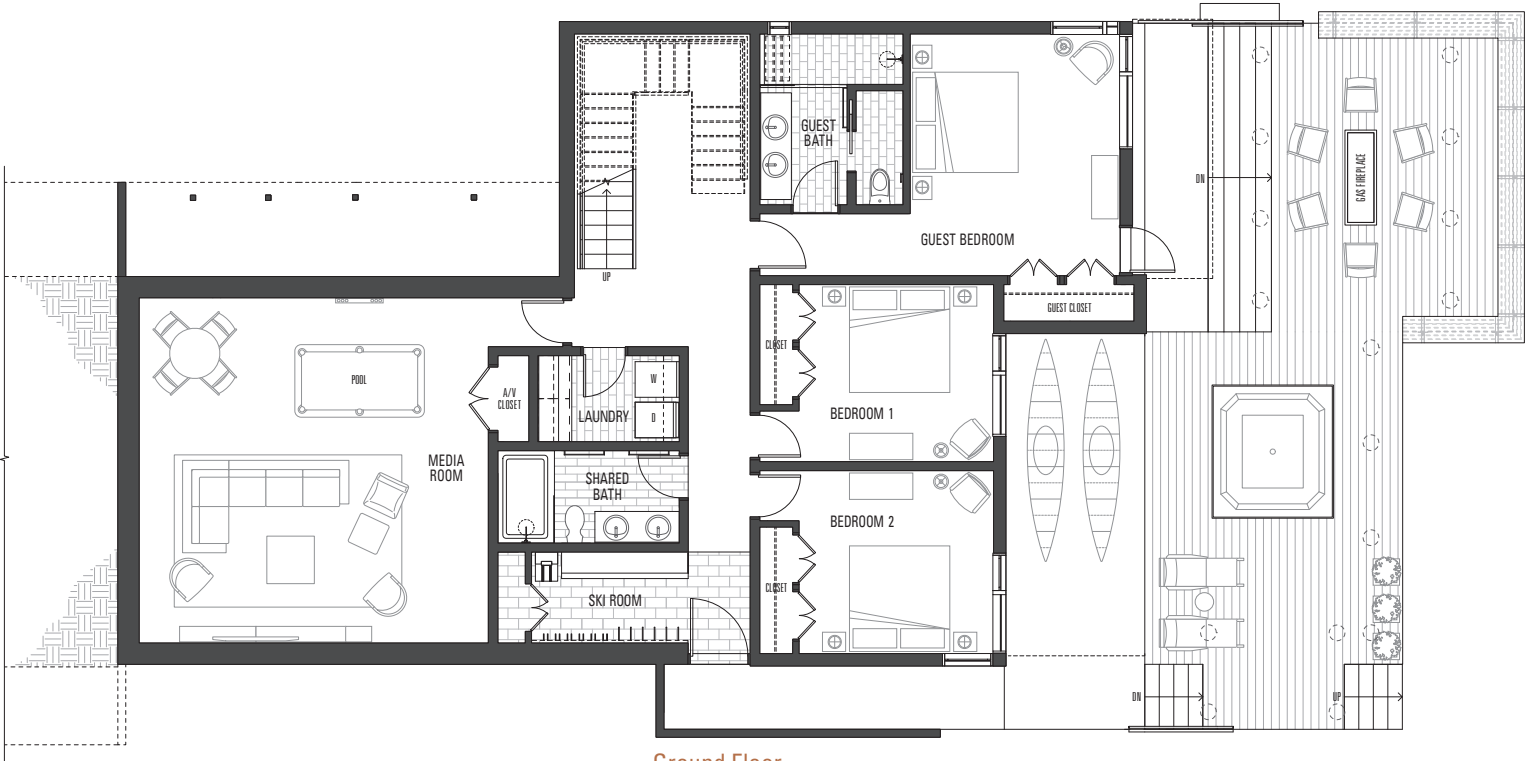 GUEST
BATH
DN
GAS FIREPLACE
GUEST BEDROOM
UP
GUEST CLOSET
CLOSET
POOL
A/V
CLOSET
W
LAUNDRY
D
BEDROOM 1
MEDIA
ROOM
SHARED
BATH
BEDROOM 2
CLOSET
SKI ROOM
DN
UP
Ground Floor